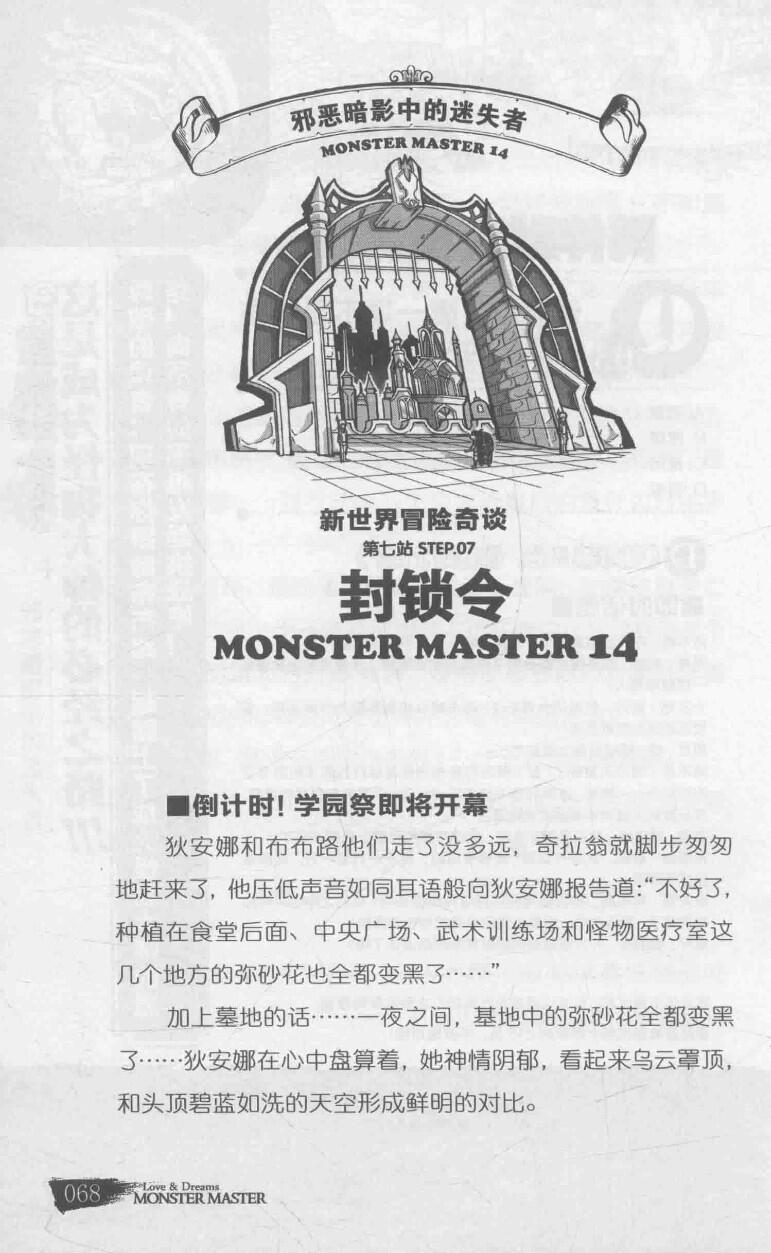 邪恶暗影中的迷失者
MONSTER MASTER 14
新世界冒险奇谈
第七站 STEP.07
封锁令
MONSTER MASTER 14
■倒计时！学园祭即将开幕
狄安娜和布布路他们走了没多远，奇拉翁就脚步匆匆
地赶来了，他压低声音如同耳语般向狄安娜报告道：“不好了，
种植在食堂后面、中央广场、武术训练场和怪物医疗室这
几个地方的弥砂花也全都变黑了……”
加上墓地的话……一夜之间，基地中的弥砂花全都变黑
了……狄安娜在心中盘算着，她神情阴郁，看起来乌云罩顶，
和头顶碧蓝如洗的天空形成鲜明的对比。
068
Love & Dreams
MONSTER MASTER